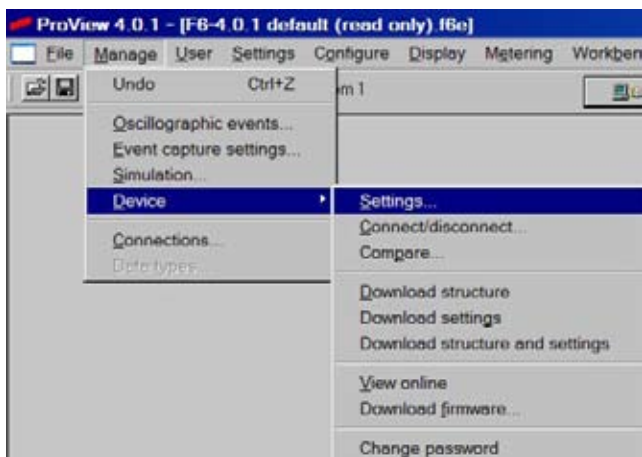 ProView 4.0.1 - [F6-4.0.1 default (read only).f6e]
File Manage User Settings Configure Display Metering
Undo Ctrl+Z
Oscillographic events...
Event capture settings...
Simulation...
Device
Connections...
Data types...
Settings...
Connect/disconnect...
Compare...
Download structure
Download settings
Download structure and settings
View online
Download firmware...
Change password